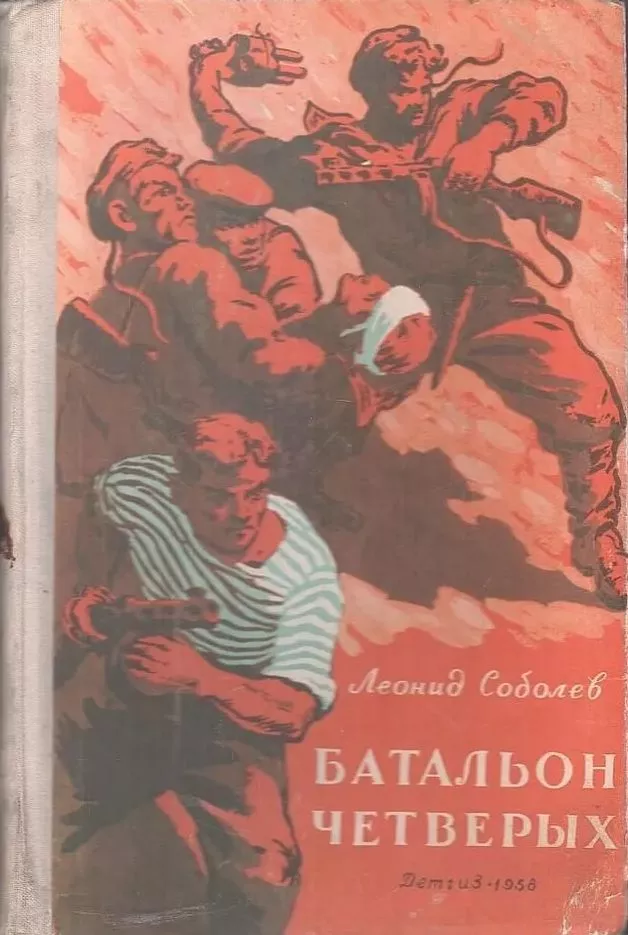 Леонид Соболев
БАТАЛЬОН
ЧЕТВЕРЫХ
Детгиз-1958